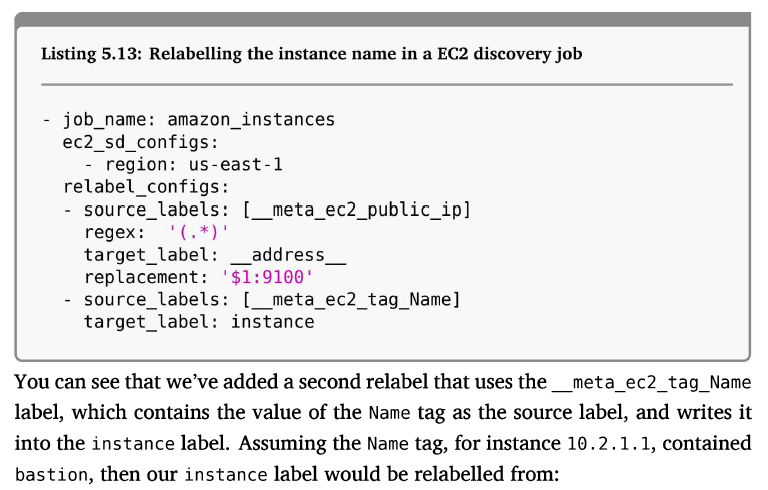 Listing 5.13: Relabelling the instance name in a EC2 discovery job
- job_name: amazon_instances
  ec2_sd_configs:
    - region: us-east-1
  relabel_configs:
  - source_labels: [__meta_ec2_public_ip]
    regex:  '(.*)'
    target_label: __address__
    replacement: '$1:9100'
  - source_labels: [__meta_ec2_tag_Name]
    target_label: instance
You can see that we’ve added a second relabel that uses the __meta_ec2_tag_Name
label, which contains the value of the Name tag as the source label, and writes it
into the instance label. Assuming the Name tag, for instance 10.2.1.1, contained
bastion, then our instance label would be relabelled from: